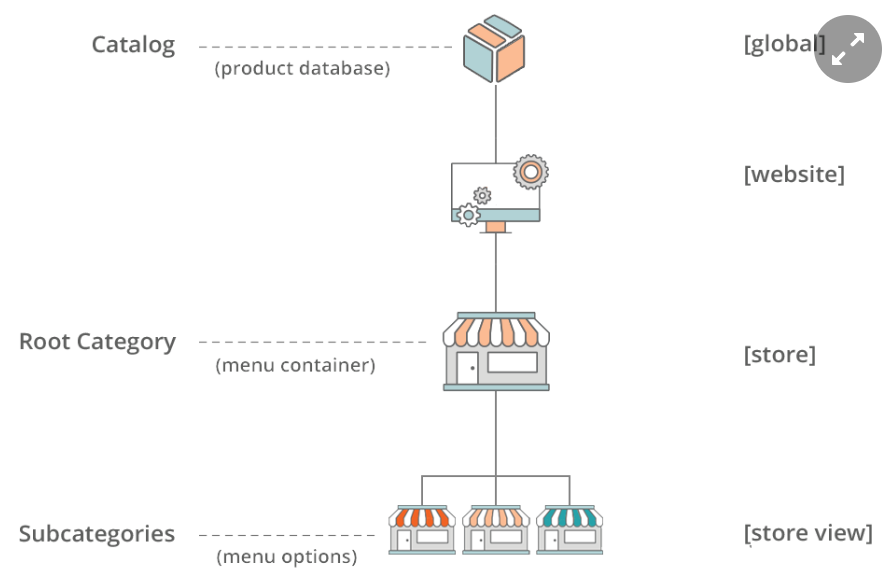 Catalog
(product database)
[global]
[website]
Root Category
(menu container)
[store]
Subcategories
(menu options)
[store view]